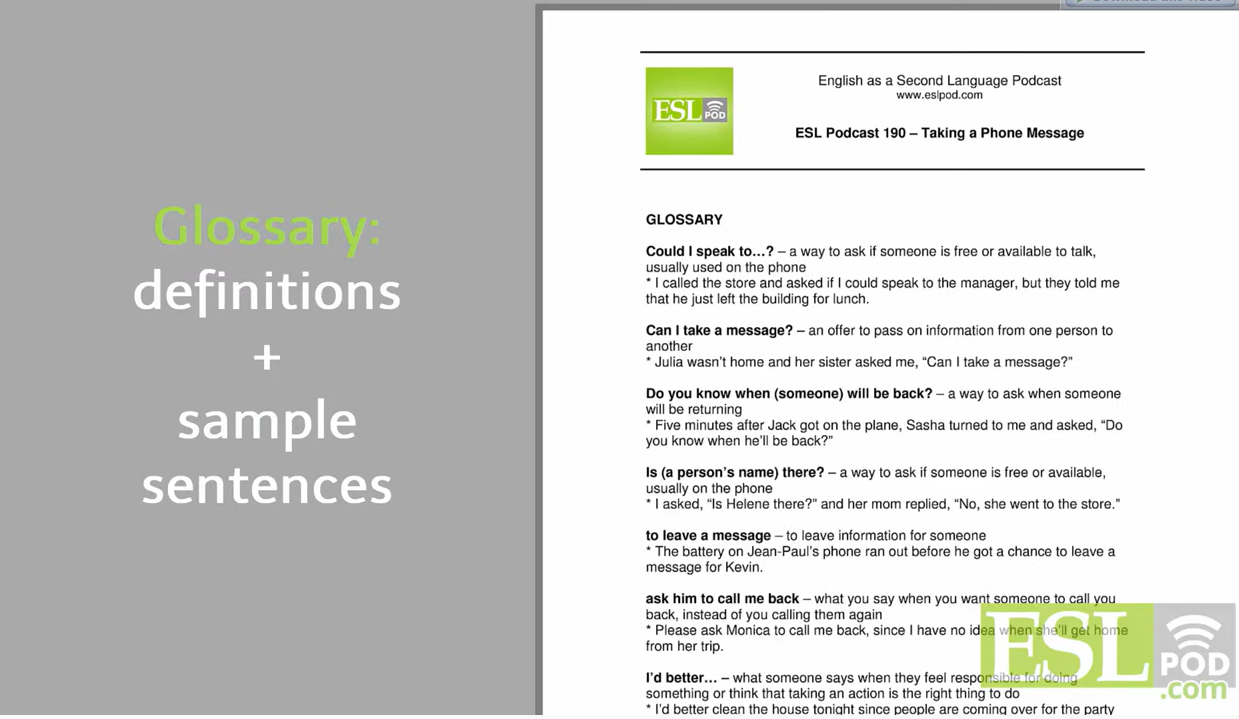 Glossary:
definitions
+
sample
sentences
ESL
POD
English as a Second Language Podcast
www.eslpod.com
ESL Podcast 190 – Taking a Phone Message
GLOSSARY
Could I speak to…? – a way to ask if someone is free or available to talk,
usually used on the phone
* I called the store and asked if I could speak to the manager, but they told me
that he just left the building for lunch.
Can I take a message? – an offer to pass on information from one person to
another
* Julia wasn’t home and her sister asked me, “Can I take a message?”
Do you know when (someone) will be back? – a way to ask when someone
will be returning
* Five minutes after Jack got on the plane, Sasha turned to me and asked, “Do
you know when he’ll be back?”
Is (a person’s name) there? – a way to ask if someone is free or available,
usually on the phone
* I asked, “Is Helene there?” and her mom replied, “No, she went to the store.”
to leave a message – to leave information for someone
* The battery on Jean-Paul’s phone ran out before he got a chance to leave a
message for Kevin.
ask him to call me back – what you say when you want someone to call you
back, instead of you calling them again
* Please ask Monica to call me back, since I have no idea when she’ll get home
from her trip.
I’d better… – what someone says when they feel responsible for doing
something or think that taking an action is the right thing to do
* I’d better clean the house tonight since people are coming over for the party
ESL
POD
.com